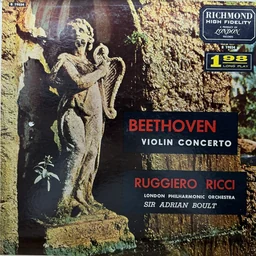 RICHMOND
HIGH FIDELITY
LONDON
1 98
LONG PLAY
BEETHOVEN
VIOLIN CONCERTO
RUGGIERO RICCI
LONDON PHILHARMONIC ORCHESTRA
SIR ADRIAN BOULT